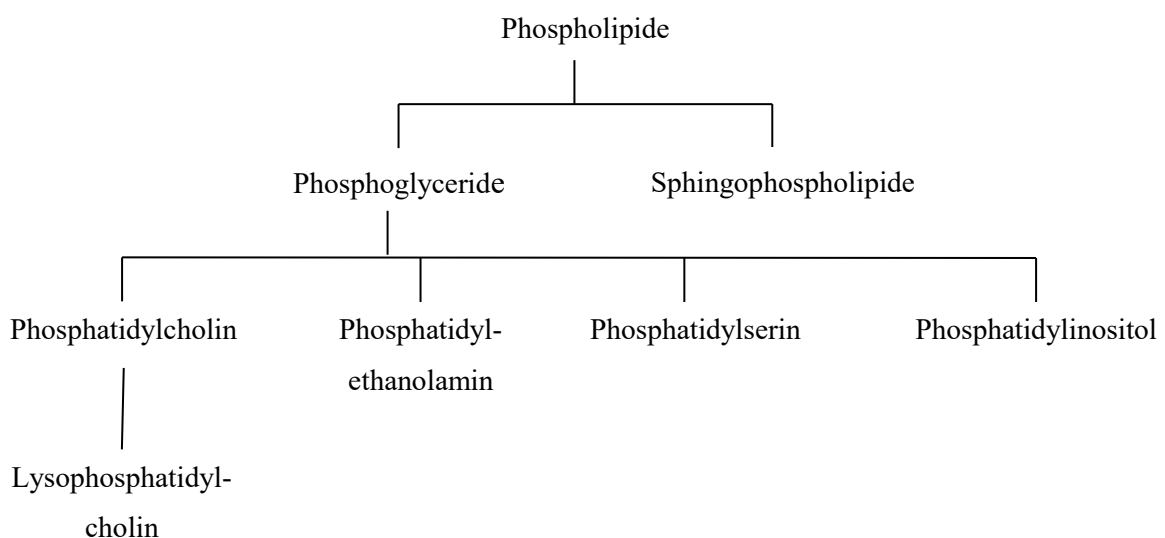 Phospholipide
Phosphoglyceride
Sphingophospholipide
Phosphatidylcholin
Phosphatidyl-
ethanolamin
Phosphatidylserin
Phosphatidylinositol
Lysophosphatidyl-
cholin